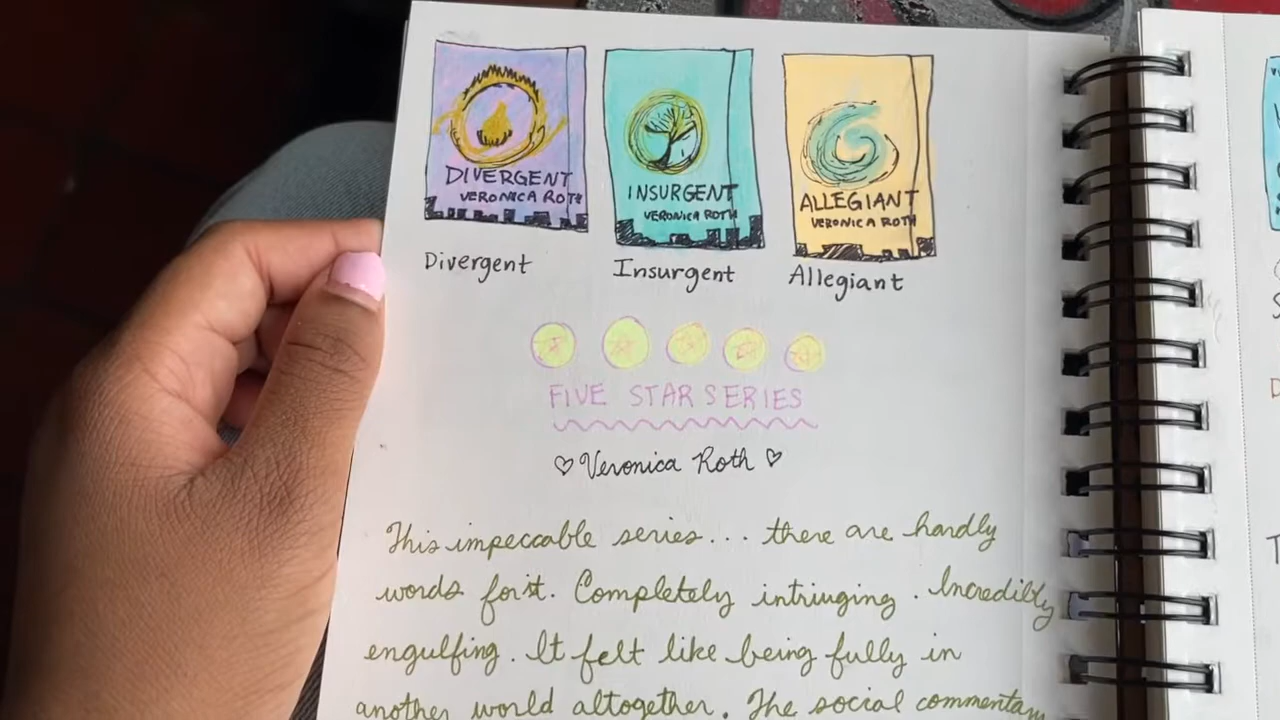 DIVERGENT
VERONICA ROTH
INSURGENT
VERONICA ROTH
ALLEGIANT
VERONICA ROTH
Divergent
Insurgent
Allegiant
FIVE STAR SERIES
♡ Veronica Roth ♡
This impeccable series... there are hardly
words for it. Completely intriuging. Incredibly
engulfing. It felt like being fully in
another world altogether. The social commentary